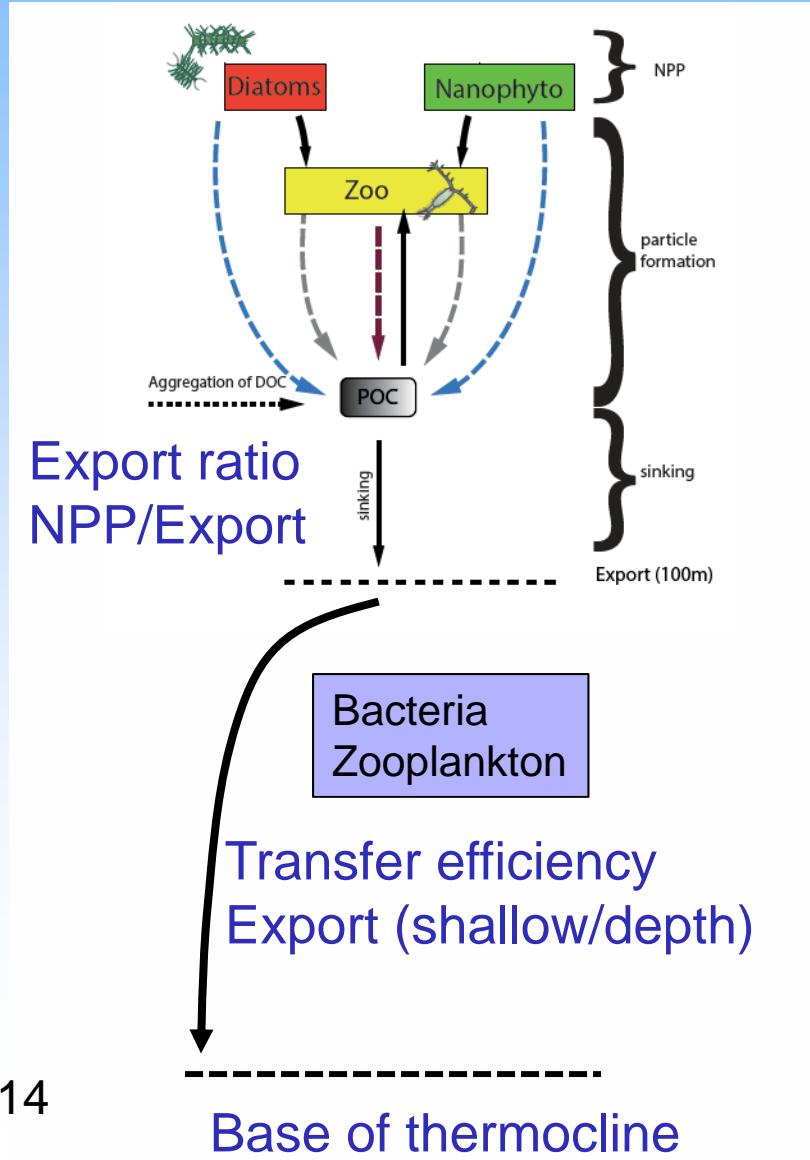 Diatoms
Nanophyto
NPP
Zoo
particle
formation
Aggregation of DOC
POC
Export ratio
NPP/Export
sinking
sinking
Export (100m)
Bacteria
Zooplankton
Transfer efficiency
Export (shallow/depth)
14
Base of thermocline